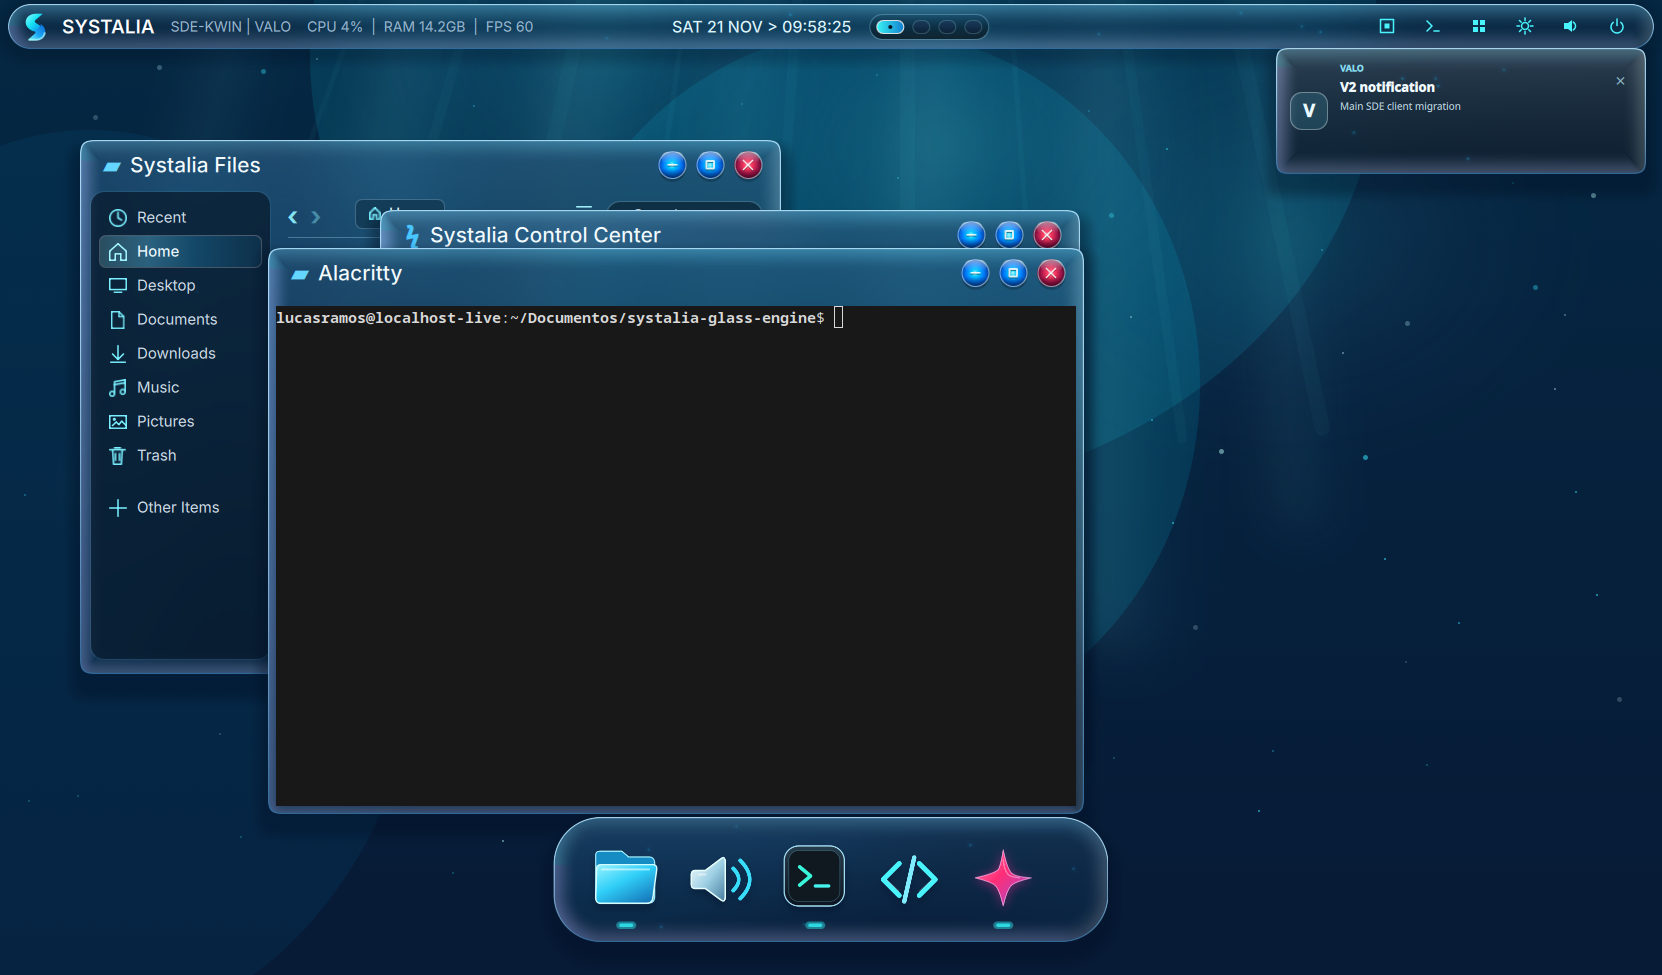 SYSTALIA SDE-KWIN | VALO CPU 4% | RAM 14.2GB | FPS 60 SAT 21 NOV > 09:58:25
VALO
V2 notification
Main SDE client migration
V
Systalia Files
Recent
Home
Desktop
Documents
Downloads
Music
Pictures
Trash
Other Items
Systalia Control Center
Alacritty
lucasramos@localhost-live:~/Documentos/systalia-glass-engine$